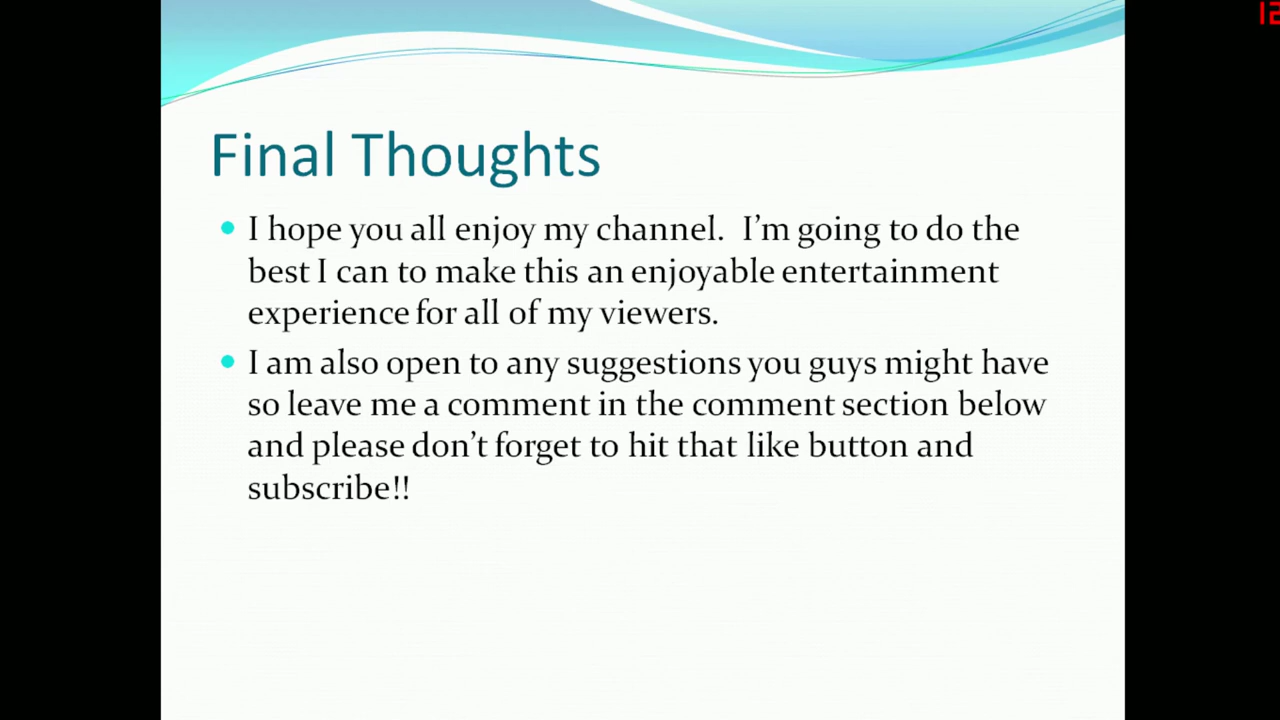 12
Final Thoughts
I hope you all enjoy my channel.  I'm going to do the
best I can to make this an enjoyable entertainment
experience for all of my viewers.
I am also open to any suggestions you guys might have
so leave me a comment in the comment section below
and please don't forget to hit that like button and
subscribe!!